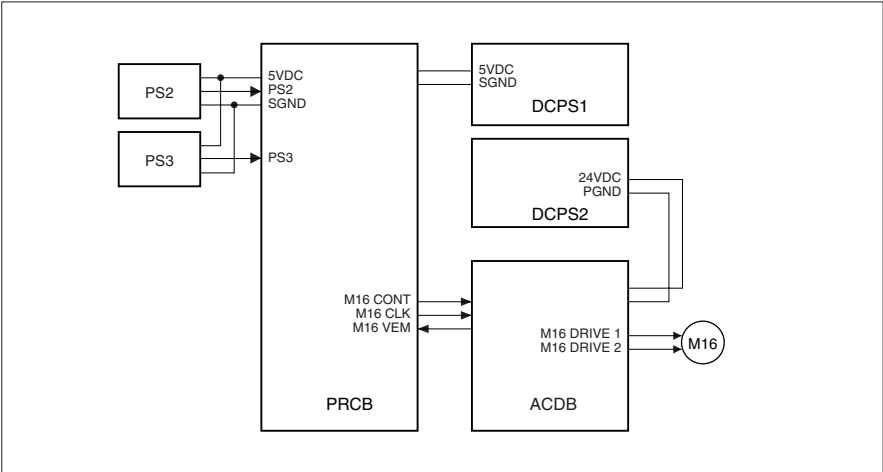 PS2
5VDC
PS2
SGND
PS3
PS3
5VDC
SGND
DCPS1
24VDC
PGND
DCPS2
M16 CONT
M16 CLK
M16 VEM
PRCB
M16 DRIVE 1
M16 DRIVE 2
ACDB
M16